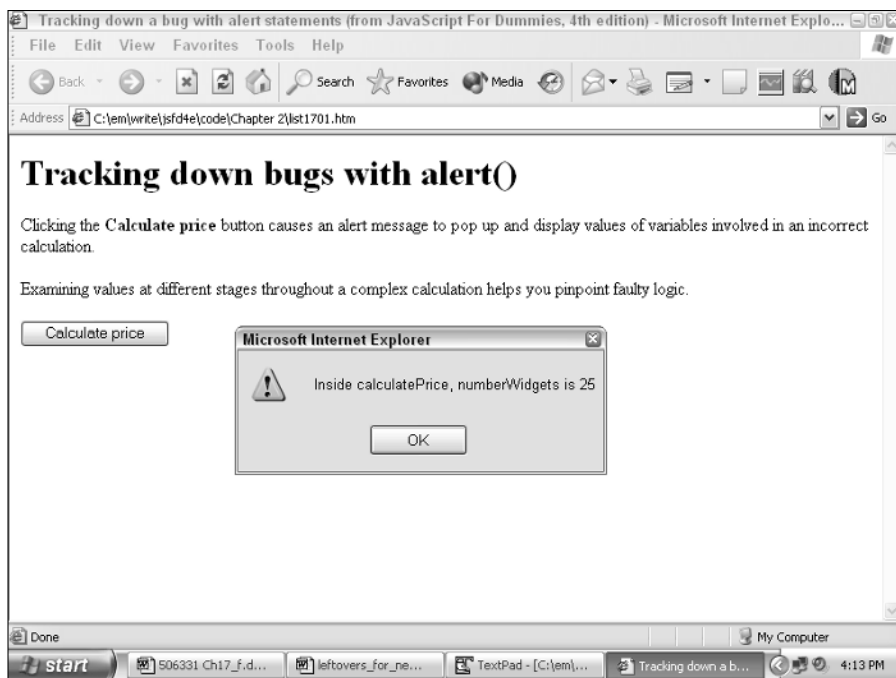 Tracking down a bug with alert statements (from JavaScript For Dummies, 4th edition) - Microsoft Internet Explo...
File Edit View Favorites Tools Help
Back Search Favorites Media
Address C:\em\write\jsfd4e\code\Chapter 2\list1701.htm Go
Tracking down bugs with alert()
Clicking the Calculate price button causes an alert message to pop up and display values of variables involved in an incorrect
calculation.
Examining values at different stages throughout a complex calculation helps you pinpoint faulty logic.
Calculate price
Microsoft Internet Explorer
Inside calculatePrice, numberWidgets is 25
OK
Done My Computer
start 506331 Ch17_f.d... leftovers_for_ne... TextPad - [C:\em\... Tracking down a b... 4:13 PM